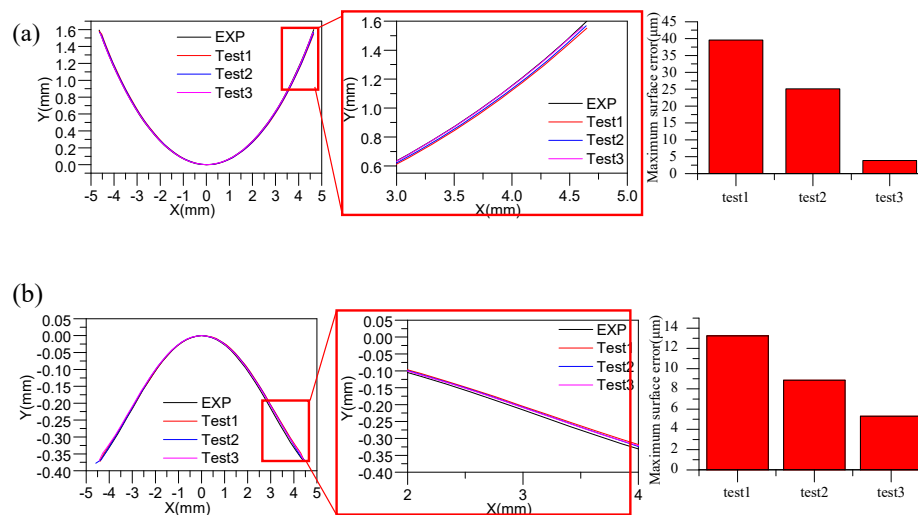 (a)
Y(mm)
1.6
1.4
1.2
1.0
0.8
0.6
0.4
0.2
0.0
EXP
Test1
Test2
Test3
-5 -4 -3 -2 -1 0 1 2 3 4 5
X(mm)
Y(mm)
1.6
1.4
1.2
1.0
0.8
0.6
EXP
Test1
Test2
Test3
3.0 3.5 4.0 4.5 5.0
X(mm)
Maximum surface error(μm)
45
40
35
30
25
20
15
10
5
0
test1 test2 test3
(b)
Y(mm)
0.05
0.00
-0.05
-0.10
-0.15
-0.20
-0.25
-0.30
-0.35
-0.40
EXP
Test1
Test2
Test3
-5 -4 -3 -2 -1 0 1 2 3 4 5
X(mm)
Y(mm)
0.05
0.00
-0.05
-0.10
-0.15
-0.20
-0.25
-0.30
-0.35
-0.40
EXP
Test1
Test2
Test3
2 3 4
X(mm)
Maximum surface error(μm)
14
12
10
8
6
4
2
0
test1 test2 test3